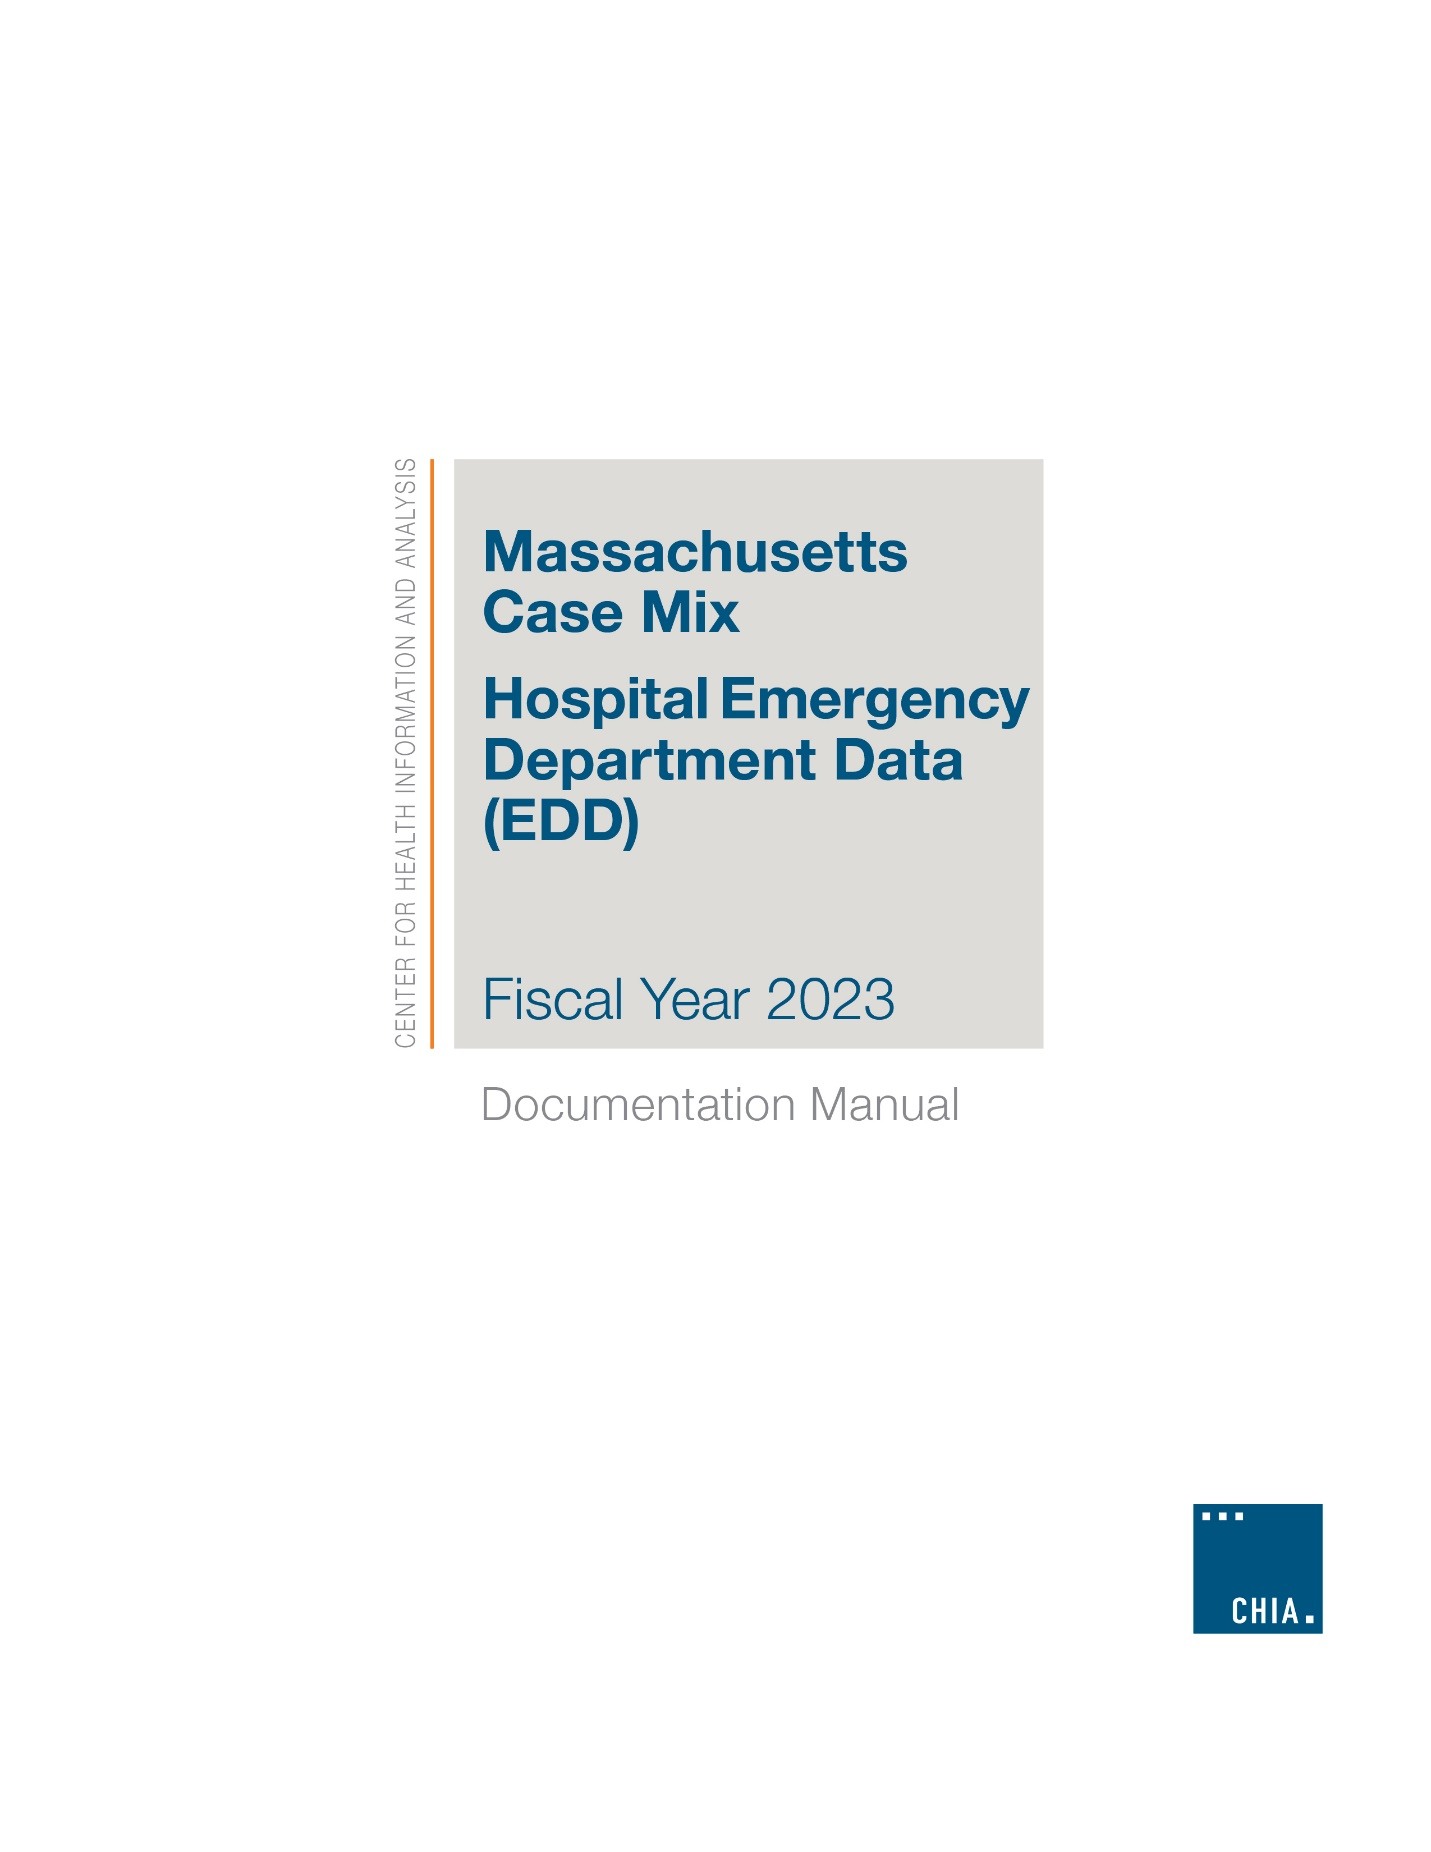 CENTER FOR HEALTH INFORMATION AND ANALYSIS
Massachusetts
Case Mix
Hospital Emergency
Department Data
(EDD)
Fiscal Year 2023
Documentation Manual
CHIA.